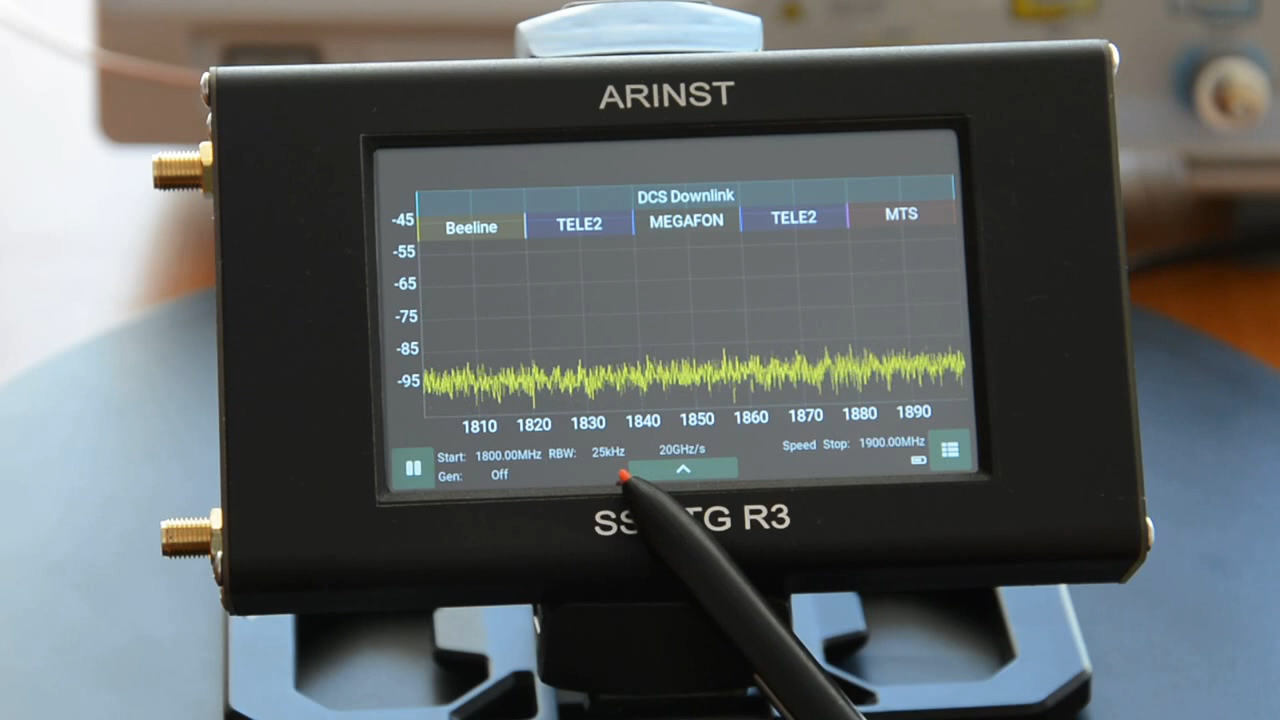 ARINST
DCS Downlink
Beeline TELE2 MEGAFON TELE2 MTS
-45
-55
-65
-75
-85
-95
1810 1820 1830 1840 1850 1860 1870 1880 1890
Start: 1800.00MHz RBW: 25kHz 20GHz/s Speed Stop: 1900.00MHz
Gen: Off
TG R3